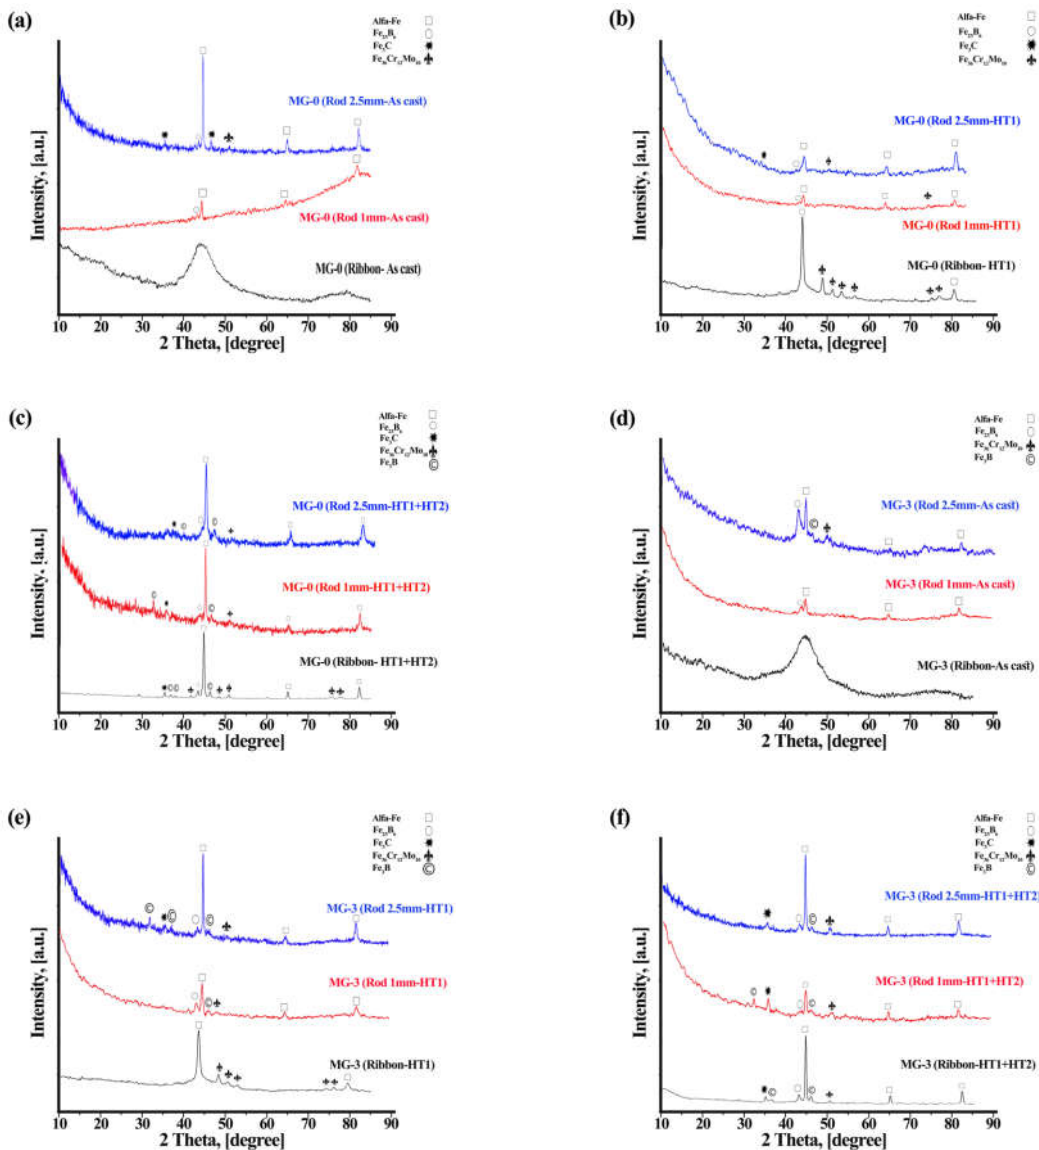 (a)
Alfa-Fe
Fe₂₃B₆
Fe₃C
Fe₃₆Cr₁₂Mo₁₀
MG-0 (Rod 2.5mm-As cast)
MG-0 (Rod 1mm-As cast)
MG-0 (Ribbon- As cast)
Intensity, [a.u.]
10 20 30 40 50 60 70 80 90
2 Theta, [degree]
(b)
Alfa-Fe
Fe₂₃B₆
Fe₃C
Fe₃₆Cr₁₂Mo₁₀
MG-0 (Rod 2.5mm-HT1)
MG-0 (Rod 1mm-HT1)
MG-0 (Ribbon- HT1)
Intensity, [a.u.]
10 20 30 40 50 60 70 80 90
2 Theta, [degree]
(c)
Alfa-Fe
Fe₂₃B₆
Fe₃C
Fe₃₆Cr₁₂Mo₁₀
Fe₃B
MG-0 (Rod 2.5mm-HT1+HT2)
MG-0 (Rod 1mm-HT1+HT2)
MG-0 (Ribbon- HT1+HT2)
Intensity, [a.u.]
10 20 30 40 50 60 70 80 90
2 Theta, [degree]
(d)
Alfa-Fe
Fe₂₃B₆
Fe₃C
Fe₃₆Cr₁₂Mo₁₀
Fe₃B
MG-3 (Rod 2.5mm-As cast)
MG-3 (Rod 1mm-As cast)
MG-3 (Ribbon-As cast)
Intensity, [a.u.]
10 20 30 40 50 60 70 80 90
2 Theta, [degree]
(e)
Alfa-Fe
Fe₂₃B₆
Fe₃C
Fe₃₆Cr₁₂Mo₁₀
Fe₃B
MG-3 (Rod 2.5mm-HT1)
MG-3 (Rod 1mm-HT1)
MG-3 (Ribbon-HT1)
Intensity, [a.u.]
10 20 30 40 50 60 70 80 90
2 Theta, [degree]
(f)
Alfa-Fe
Fe₂₃B₆
Fe₃C
Fe₃₆Cr₁₂Mo₁₀
Fe₃B
MG-3 (Rod 2.5mm-HT1+HT2)
MG-3 (Rod 1mm-HT1+HT2)
MG-3 (Ribbon-HT1+HT2)
Intensity, [a.u.]
10 20 30 40 50 60 70 80 90
2 Theta, [degree]